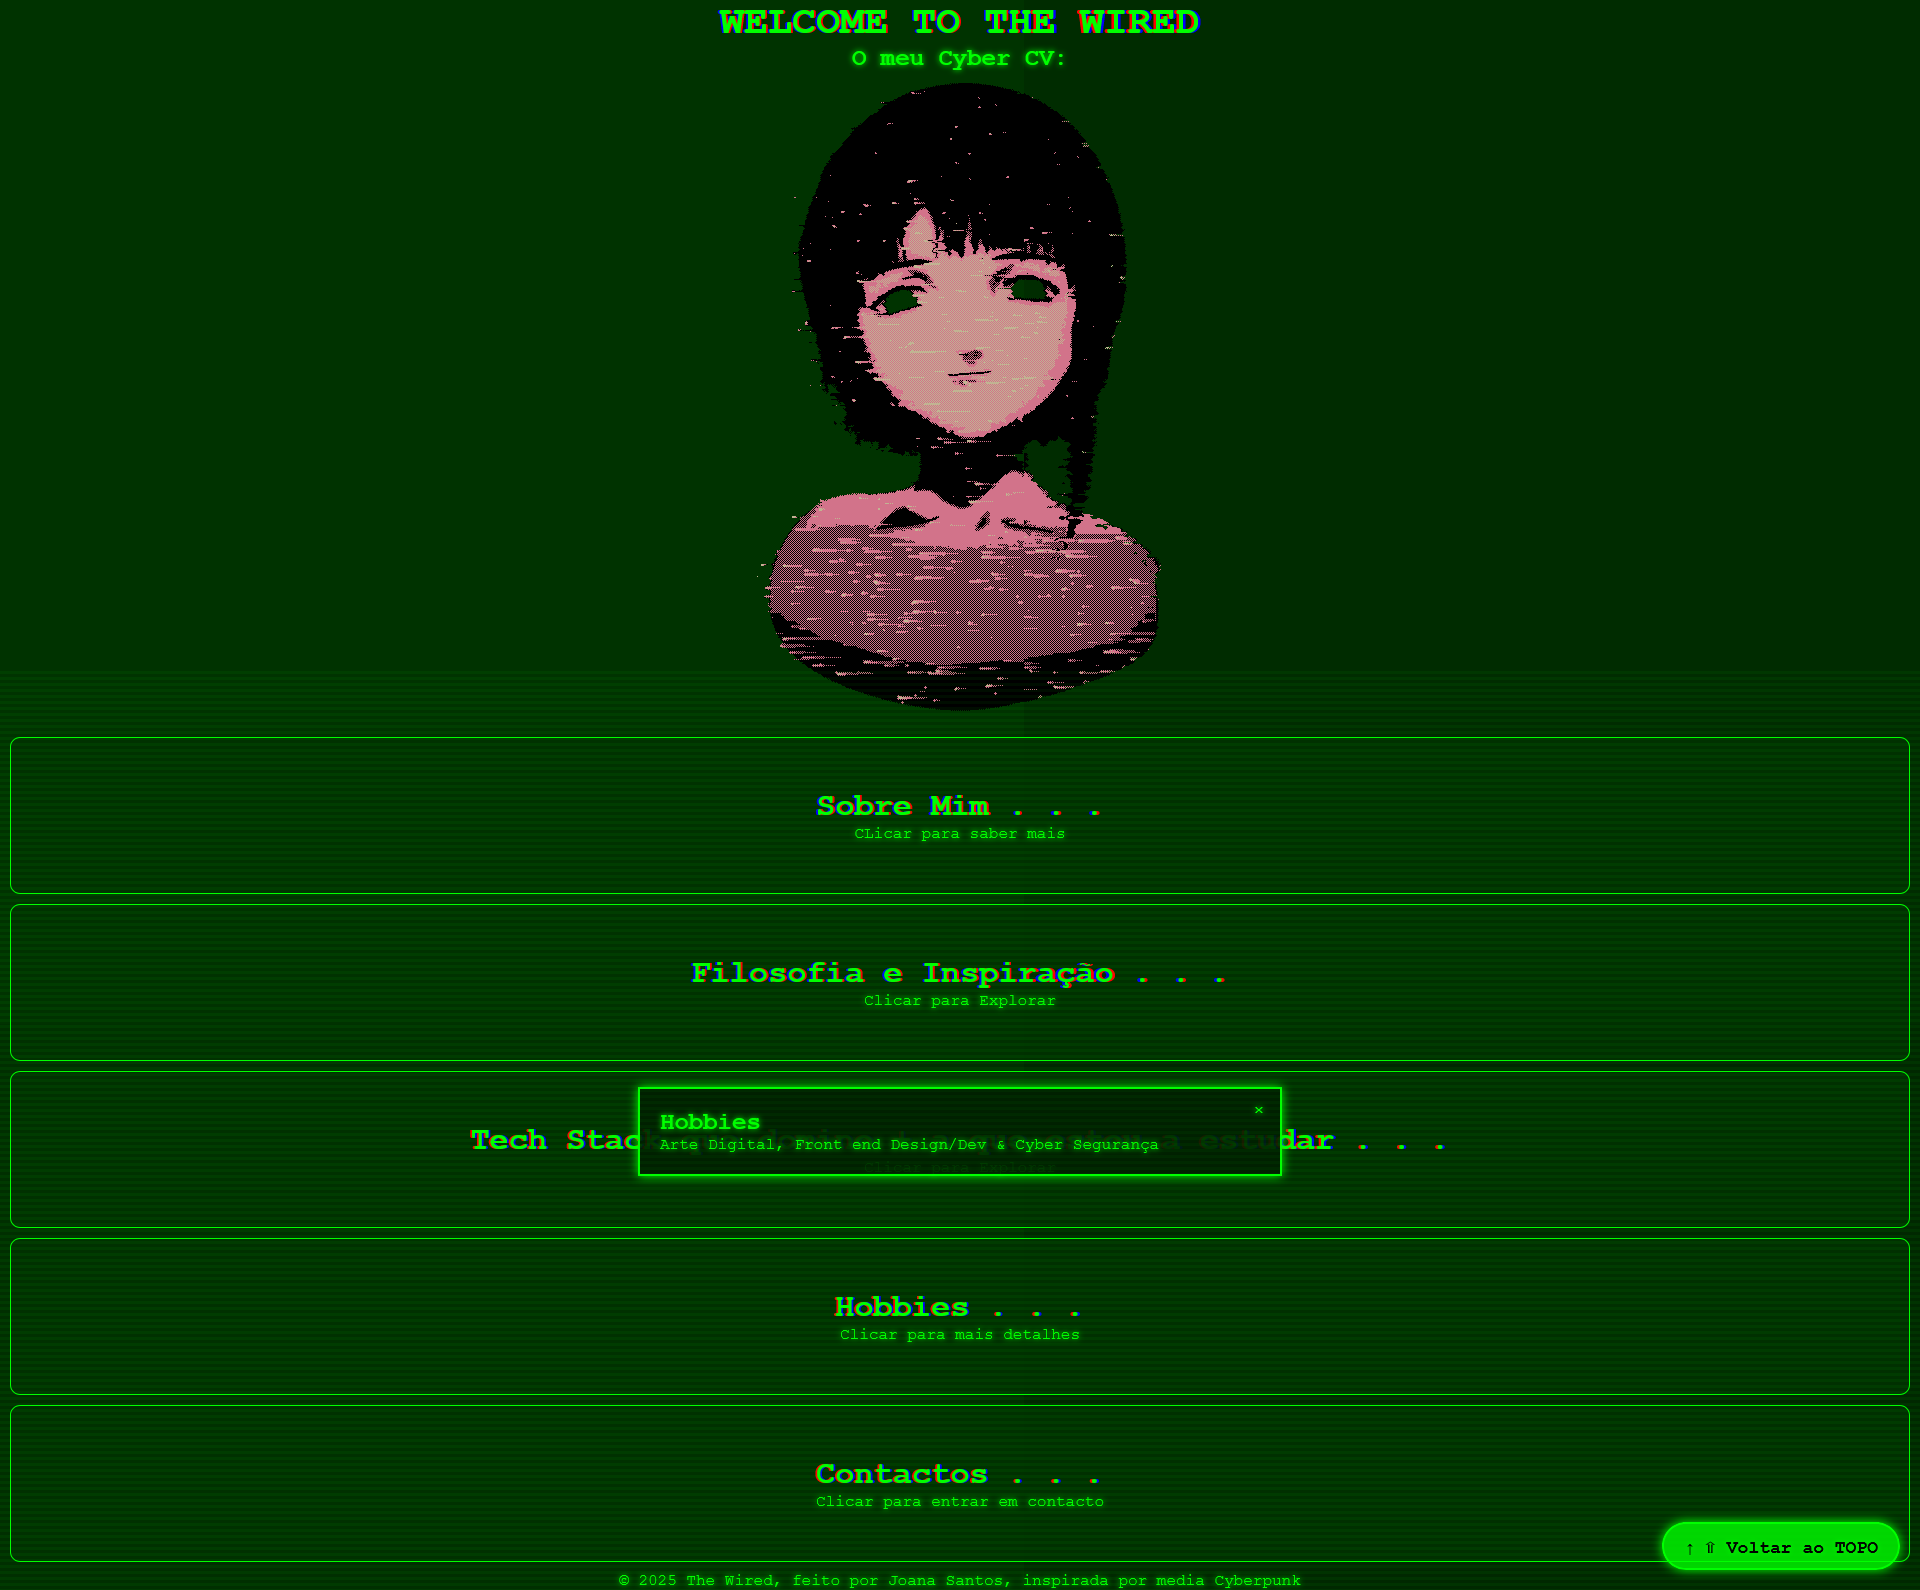 WELCOME TO THE WIRED
O meu Cyber CV:
Sobre Mim . . .
CLicar para saber mais
Filosofia e Inspiração . . .
Clicar para Explorar
Hobbies
×
Arte Digital, Front end Design/Dev & Cyber Segurança
Tech Stac estudar . . .
Hobbies . . .
Clicar para mais detalhes
Contactos . . .
Clicar para entrar em contacto
↑ ⇧ Voltar ao TOPO
© 2025 The Wired, feito por Joana Santos, inspirada por media Cyberpunk